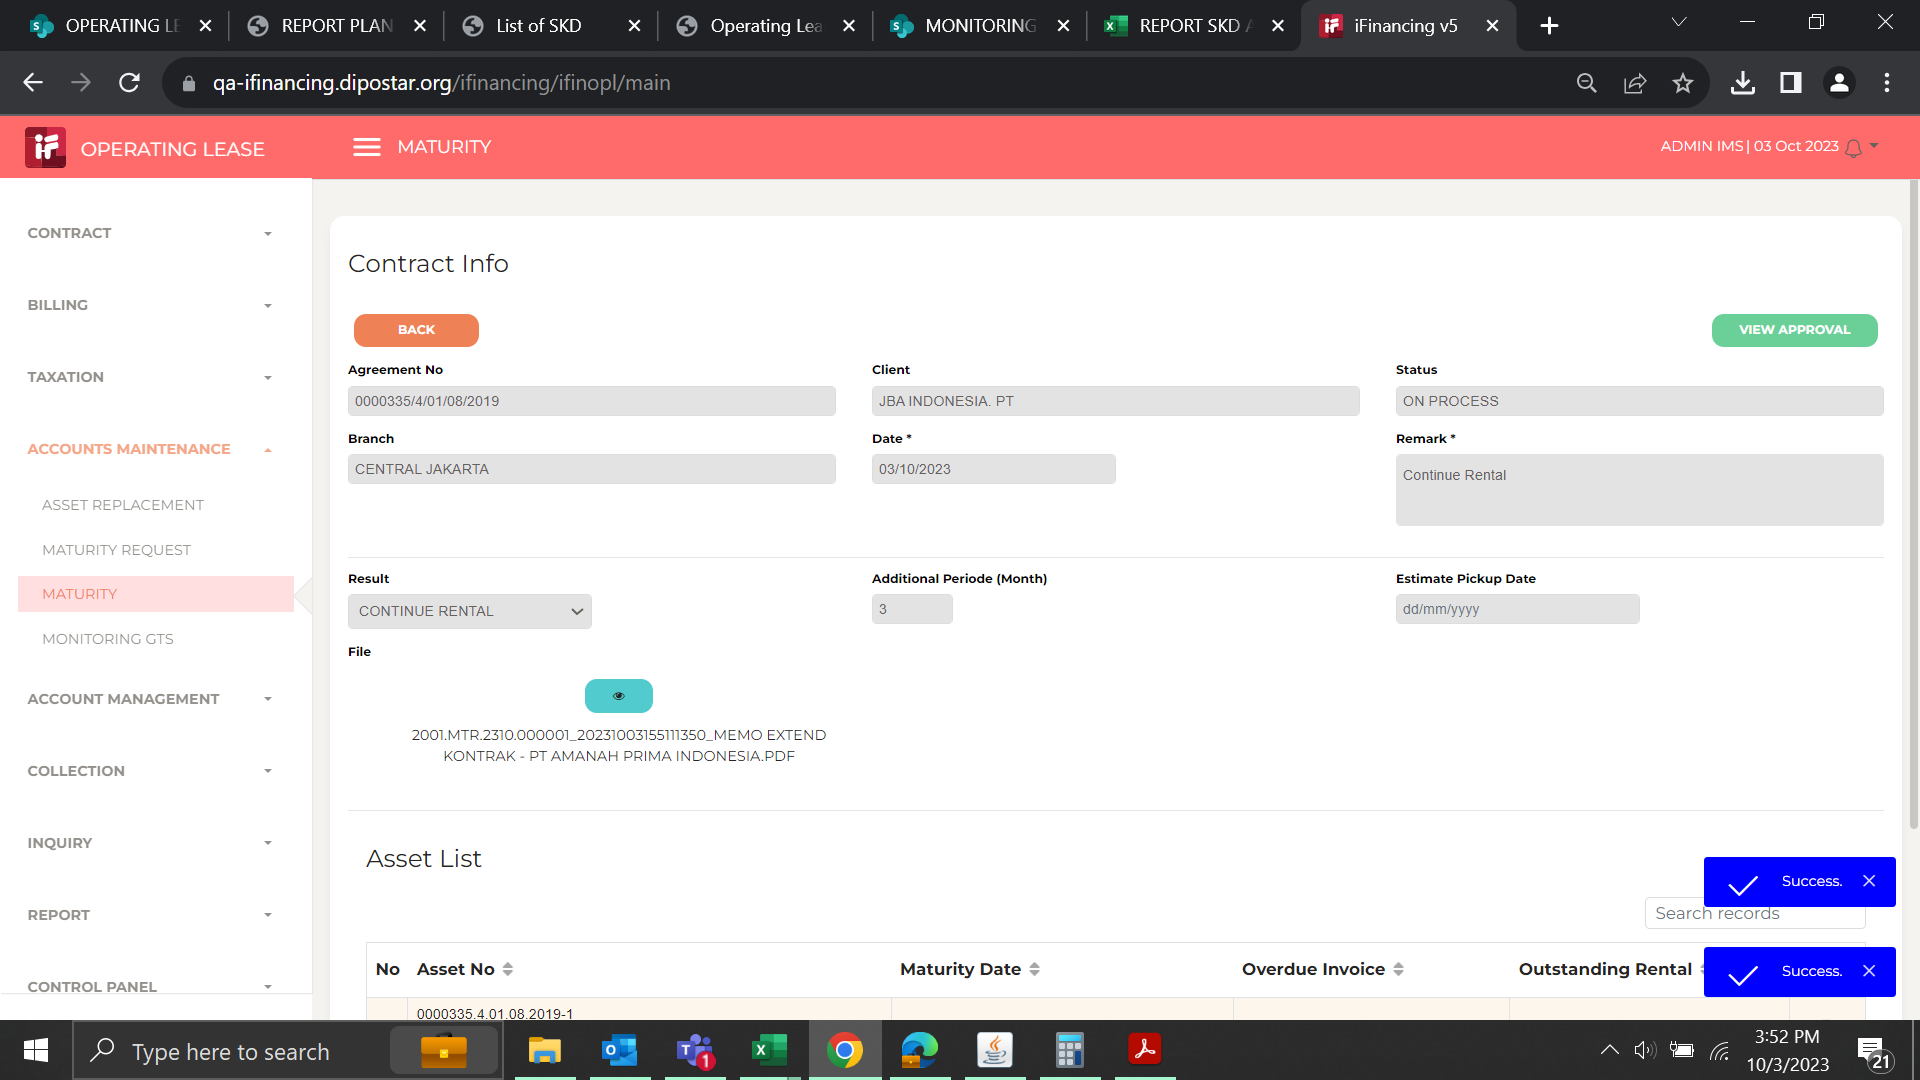 OPERATING LE
REPORT PLAN
List of SKD
Operating Lea
MONITORING
REPORT SKD A
iFinancing v5
qa-ifinancing.dipostar.org/ifinancing/ifinopl/main
iF OPERATING LEASE
MATURITY
ADMIN IMS | 03 Oct 2023
CONTRACT
BILLING
TAXATION
ACCOUNTS MAINTENANCE
ASSET REPLACEMENT
MATURITY REQUEST
MATURITY
MONITORING GTS
ACCOUNT MANAGEMENT
COLLECTION
INQUIRY
REPORT
CONTROL PANEL
Contract Info
BACK
VIEW APPROVAL
Agreement No
Client
Status
0000335/4/01/08/2019
JBA INDONESIA. PT
ON PROCESS
Branch
Date *
Remark *
CENTRAL JAKARTA
03/10/2023
Continue Rental
Result
Additional Periode (Month)
Estimate Pickup Date
CONTINUE RENTAL
3
dd/mm/yyyy
File
2001.MTR.2310.000001_20231003155111350_MEMO EXTEND
KONTRAK - PT AMANAH PRIMA INDONESIA.PDF
Asset List
Success.
Search records
No Asset No Maturity Date Overdue Invoice Outstanding Rental
Success.
0000335.4.01.08.2019-1
Type here to search
1
3:52 PM
10/3/2023
21